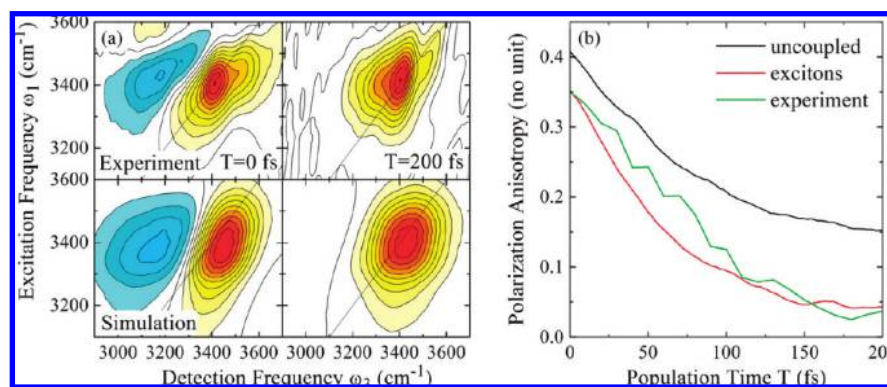 Excitation Frequency ω₁ (cm⁻¹)
3600
3400
3200
3600
3400
3200
(a)
Experiment T=0 fs
T=200 fs
Simulation
3000 3200 3400 3600 3000 3200 3400 3600
Detection Frequency (cm⁻¹)
Polarization Anisotropy (no unit)
0.4
0.3
0.2
0.1
0.0
(b)
uncoupled
excitons
experiment
0 50 100 150 200
Population Time T (fs)